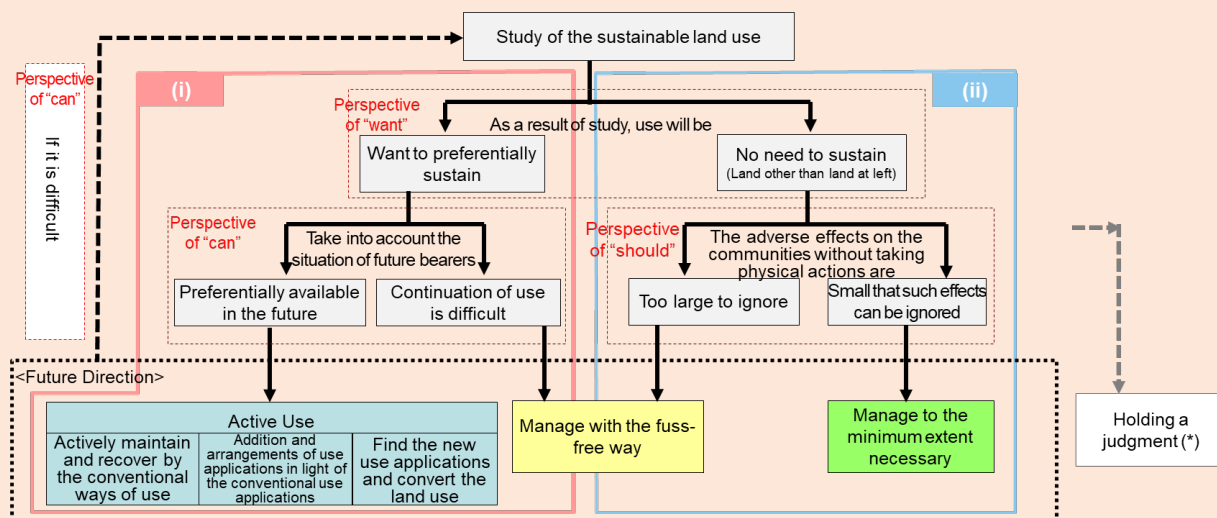 Study of the sustainable land use
Perspective
of "can"
If it is difficult
(i)
(ii)
Perspective
of "want"
As a result of study, use will be
Want to preferentially
sustain
No need to sustain
(Land other than land at left)
Perspective
of "can"
Take into account the
situation of future bearers
Perspective
of "should"
The adverse effects on the
communities without taking
physical actions are
Preferentially available
in the future
Continuation of use
is difficult
Too large to ignore
Small that such effects
can be ignored
<Future Direction>
Active Use
Actively maintain
and recover by
the conventional
ways of use
Addition and
arrangements of use
applications in light of
the conventional use
applications
Find the new
use applications
and convert the
land use
Manage with the fuss-
free way
Manage to the
minimum extent
necessary
Holding a
judgment (*)